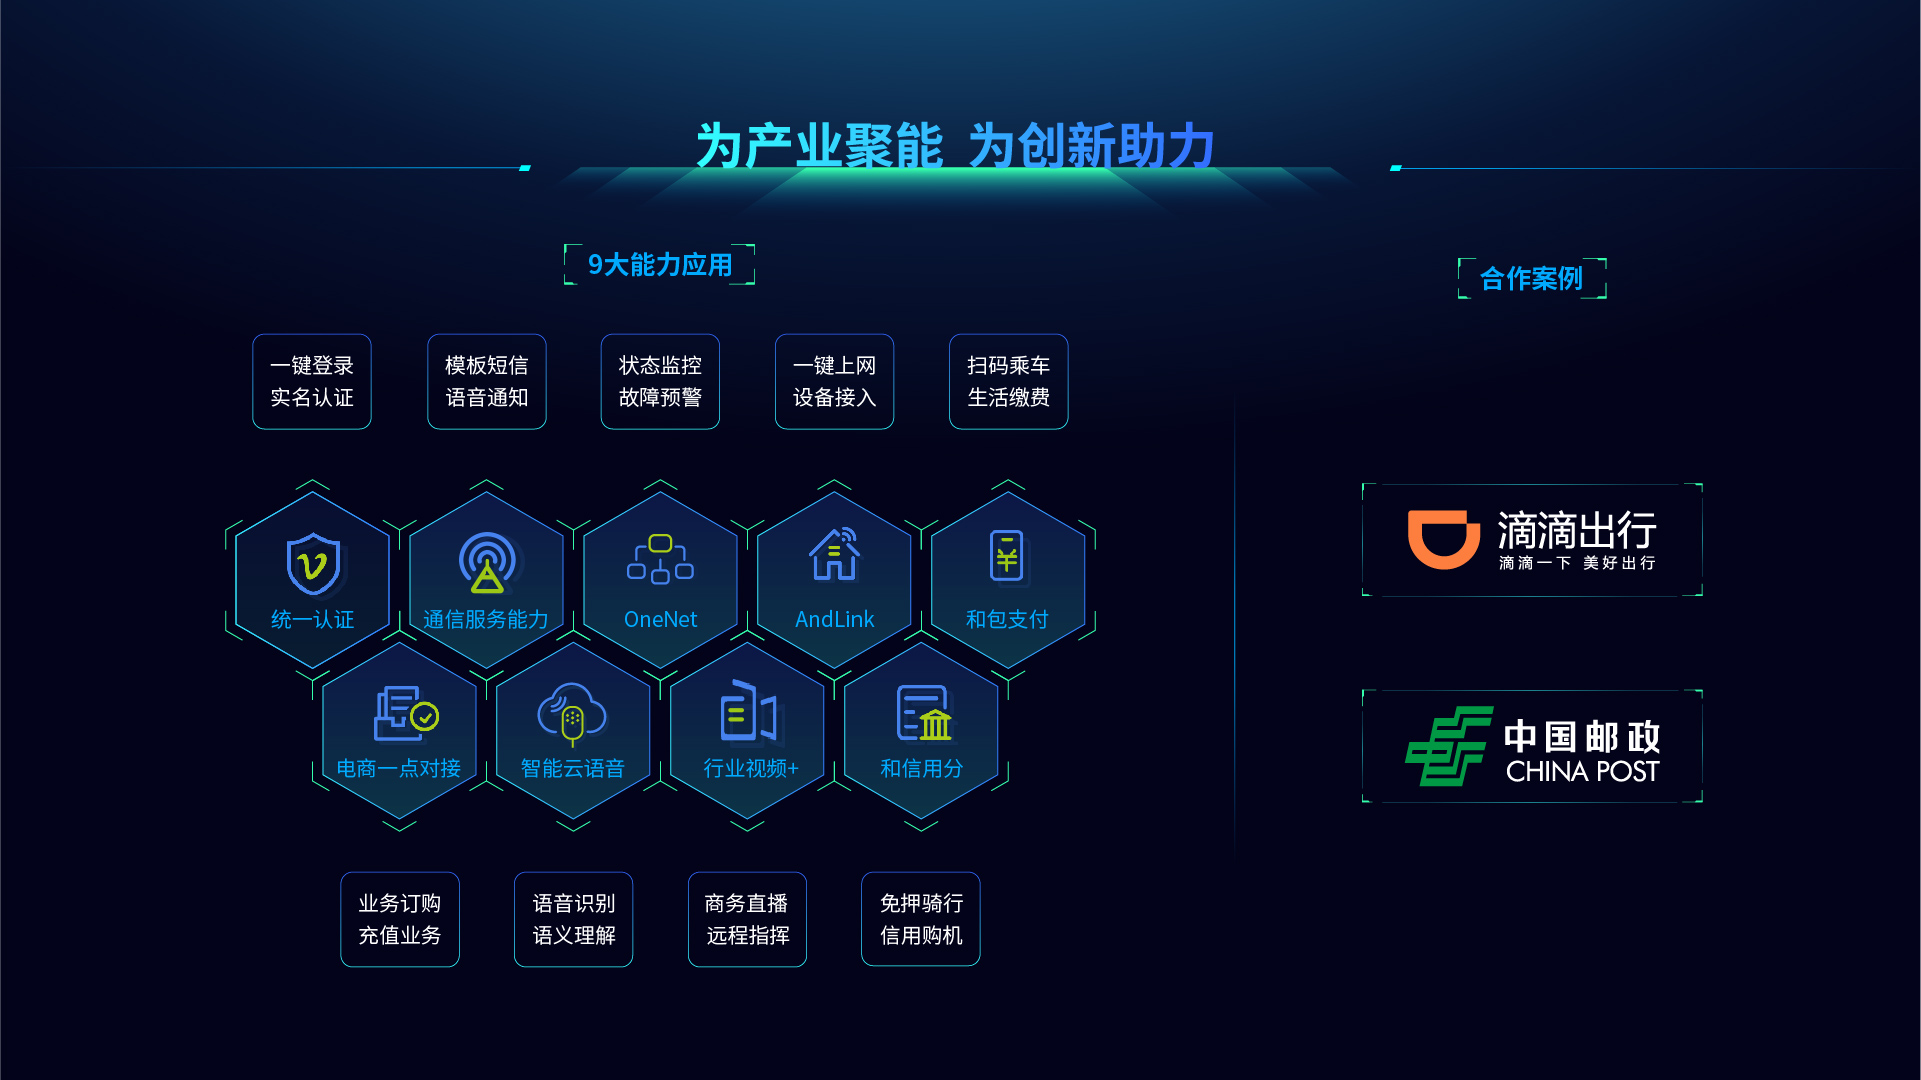 为产业聚能 为创新助力
9大能力应用
一键登录
实名认证
模板短信
语音通知
状态监控
故障预警
一键上网
设备接入
扫码乘车
生活缴费
统一认证
通信服务能力
OneNet
AndLink
和包支付
电商一点对接
智能云语音
行业视频+
和信用分
业务订购
充值业务
语音识别
语义理解
商务直播
远程指挥
免押骑行
信用购机
合作案例
滴滴出行
滴滴一下 美好出行
中国邮政
CHINA POST